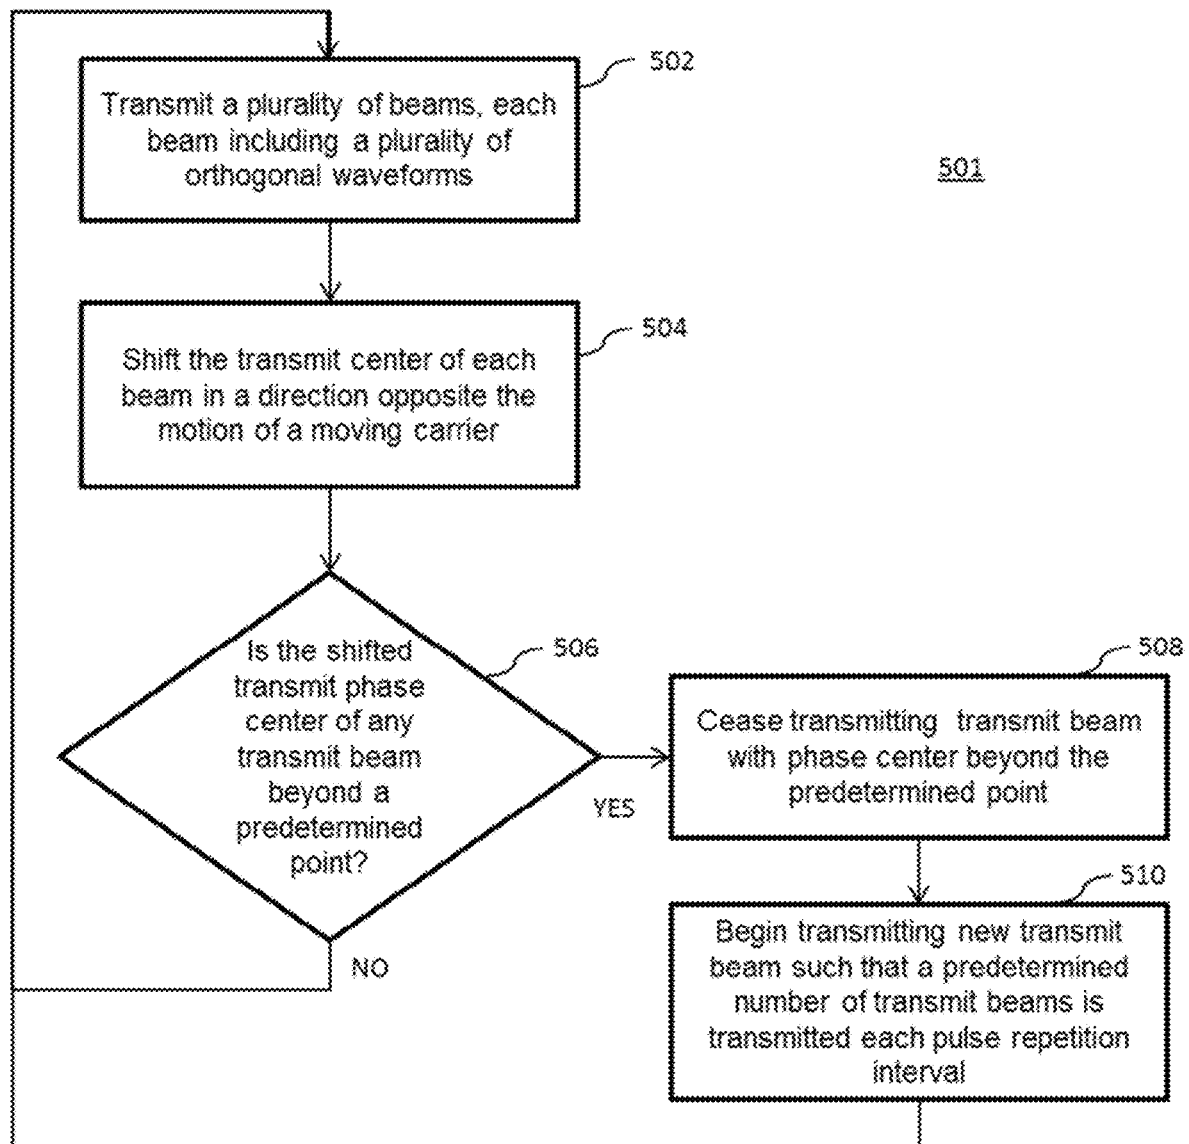 502
Transmit a plurality of beams, each
beam including a plurality of
orthogonal waveforms
501
504
Shift the transmit center of each
beam in a direction opposite the
motion of a moving carrier
506
Is the shifted
transmit phase
center of any
transmit beam
beyond a
predetermined
point?
YES
NO
508
Cease transmitting transmit beam
with phase center beyond the
predetermined point
510
Begin transmitting new transmit
beam such that a predetermined
number of transmit beams is
transmitted each pulse repetition
interval